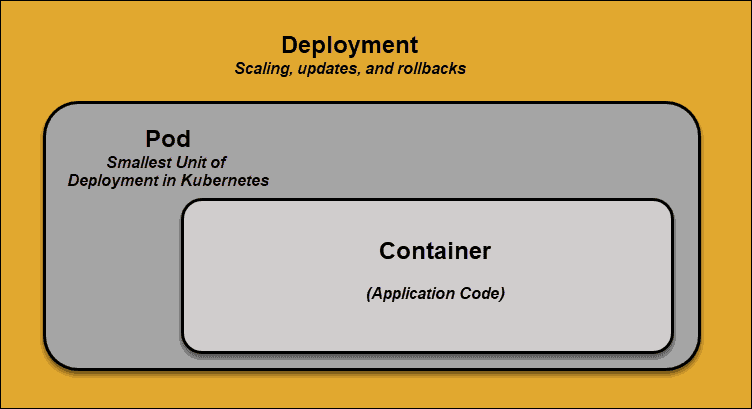 Deployment
Scaling, updates, and rollbacks
Pod
Smallest Unit of
Deployment in Kubernetes
Container
(Application Code)